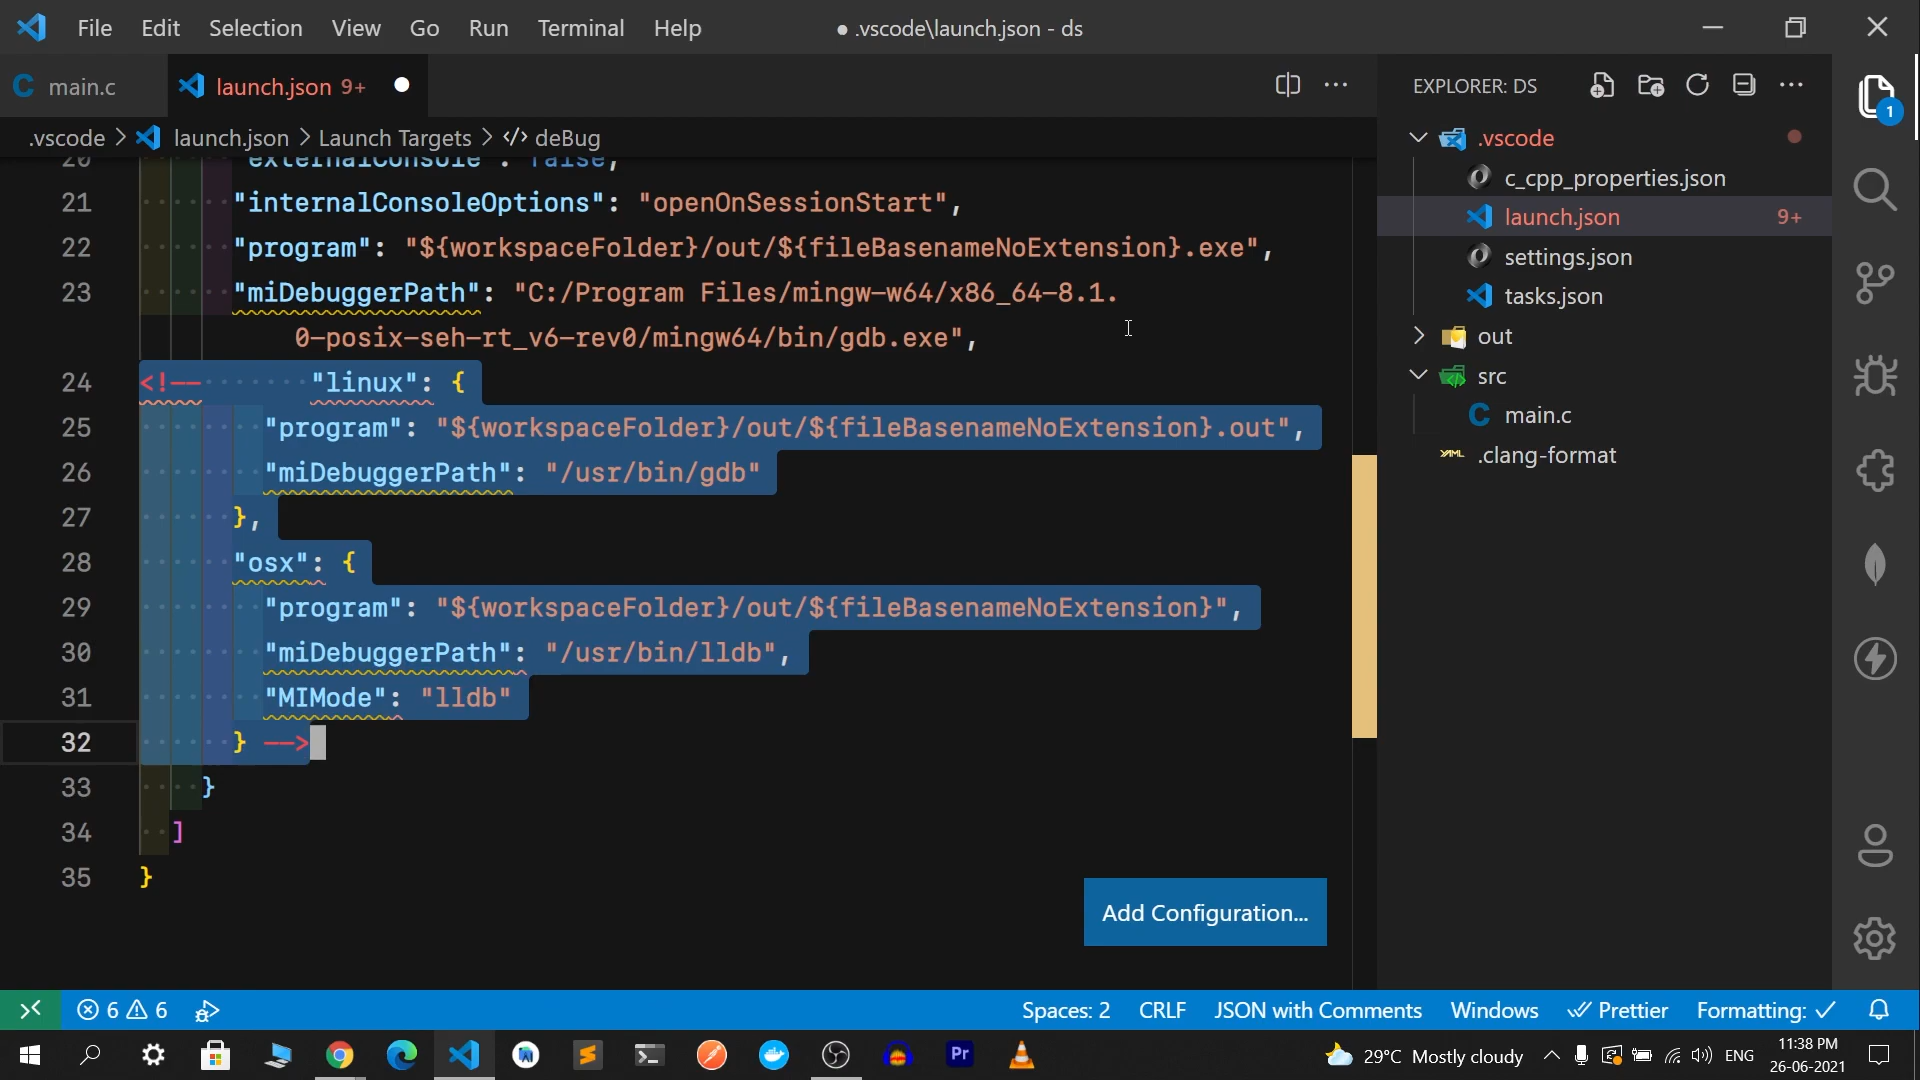 File Edit Selection View Go Run Terminal Help
● .vscode\launch.json - ds
main.c
launch.json 9+
.vscode > launch.json > Launch Targets > </> deBug
20 "externalConsole": false,
21 "internalConsoleOptions": "openOnSessionStart",
22 "program": "${workspaceFolder}/out/${fileBasenameNoExtension}.exe",
23 "miDebuggerPath": "C:/Program Files/mingw-w64/x86_64-8.1.
0-posix-seh-rt_v6-rev0/mingw64/bin/gdb.exe",
24 <!-- "linux": {
25 "program": "${workspaceFolder}/out/${fileBasenameNoExtension}.out",
26 "miDebuggerPath": "/usr/bin/gdb"
27 },
28 "osx": {
29 "program": "${workspaceFolder}/out/${fileBasenameNoExtension}",
30 "miDebuggerPath": "/usr/bin/lldb",
31 "MIMode": "lldb"
32 } -->
33 }
34 ]
35 }
Add Configuration...
EXPLORER: DS
.vscode
c_cpp_properties.json
launch.json 9+
settings.json
tasks.json
out
src
main.c
YAML .clang-format
1
6 6
Spaces: 2 CRLF JSON with Comments Windows Prettier Formatting: ✓
Pr
29°C Mostly cloudy
ENG
11:38 PM
26-06-2021